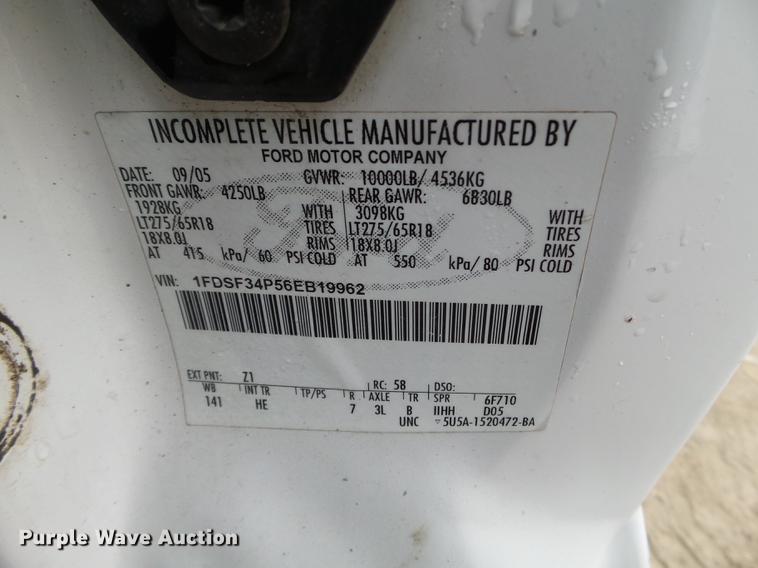 INCOMPLETE VEHICLE MANUFACTURED BY
FORD MOTOR COMPANY
DATE: 09/05 GVWR: 10000LB/ 4536KG
FRONT GAWR: 4250LB REAR GAWR: 6830LB
1928KG WITH 3098KG WITH
LT275/65R18 TIRES LT275/65R18 TIRES
18X8.0J RIMS 18X8.0J RIMS
AT 415 kPa/ 60 PSI COLD AT 550 kPa/ 80 PSI COLD
Ford
VIN: 1FDSF34P56EB19962
EXT PNT: Z1 RC: 58 DSO:
WB INT TR TP/PS R AXLE TR SPR 6F710
141 HE 7 3L B IIHH D05
UNC ▿5U5A-1520472-BA
Purple Wave Auction